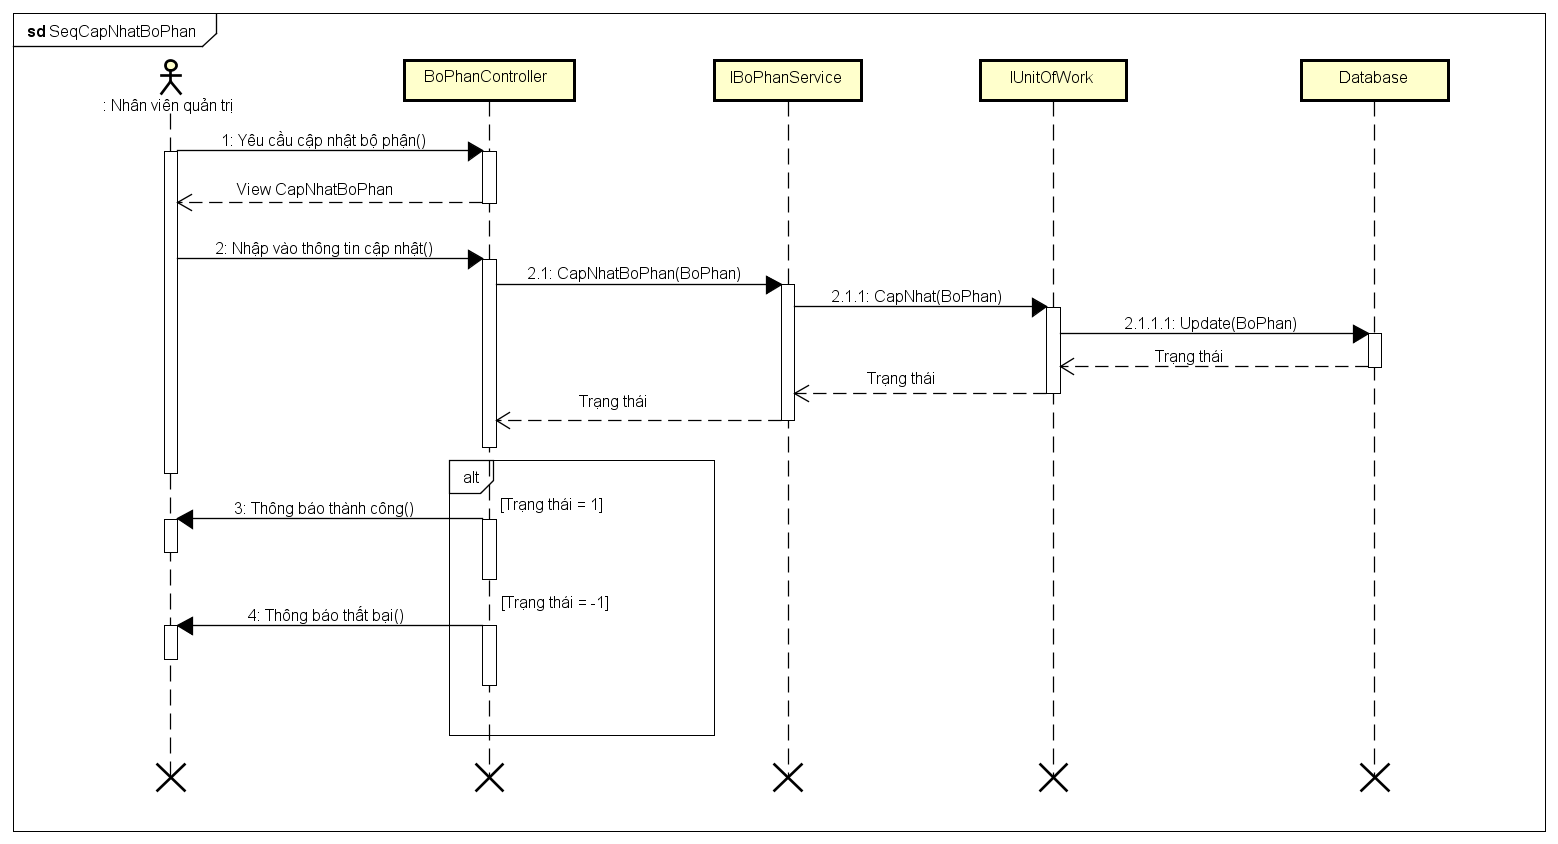 sd SeqCapNhatBoPhan
: Nhân viên quản trị
BoPhanController
IBoPhanService
IUnitOfWork
Database
1: Yêu cầu cập nhật bộ phận()
View CapNhatBoPhan
2: Nhập vào thông tin cập nhật()
2.1: CapNhatBoPhan(BoPhan)
2.1.1: CapNhat(BoPhan)
2.1.1.1: Update(BoPhan)
Trạng thái
Trạng thái
Trạng thái
alt
[Trạng thái = 1]
3: Thông báo thành công()
[Trạng thái = -1]
4: Thông báo thất bại()